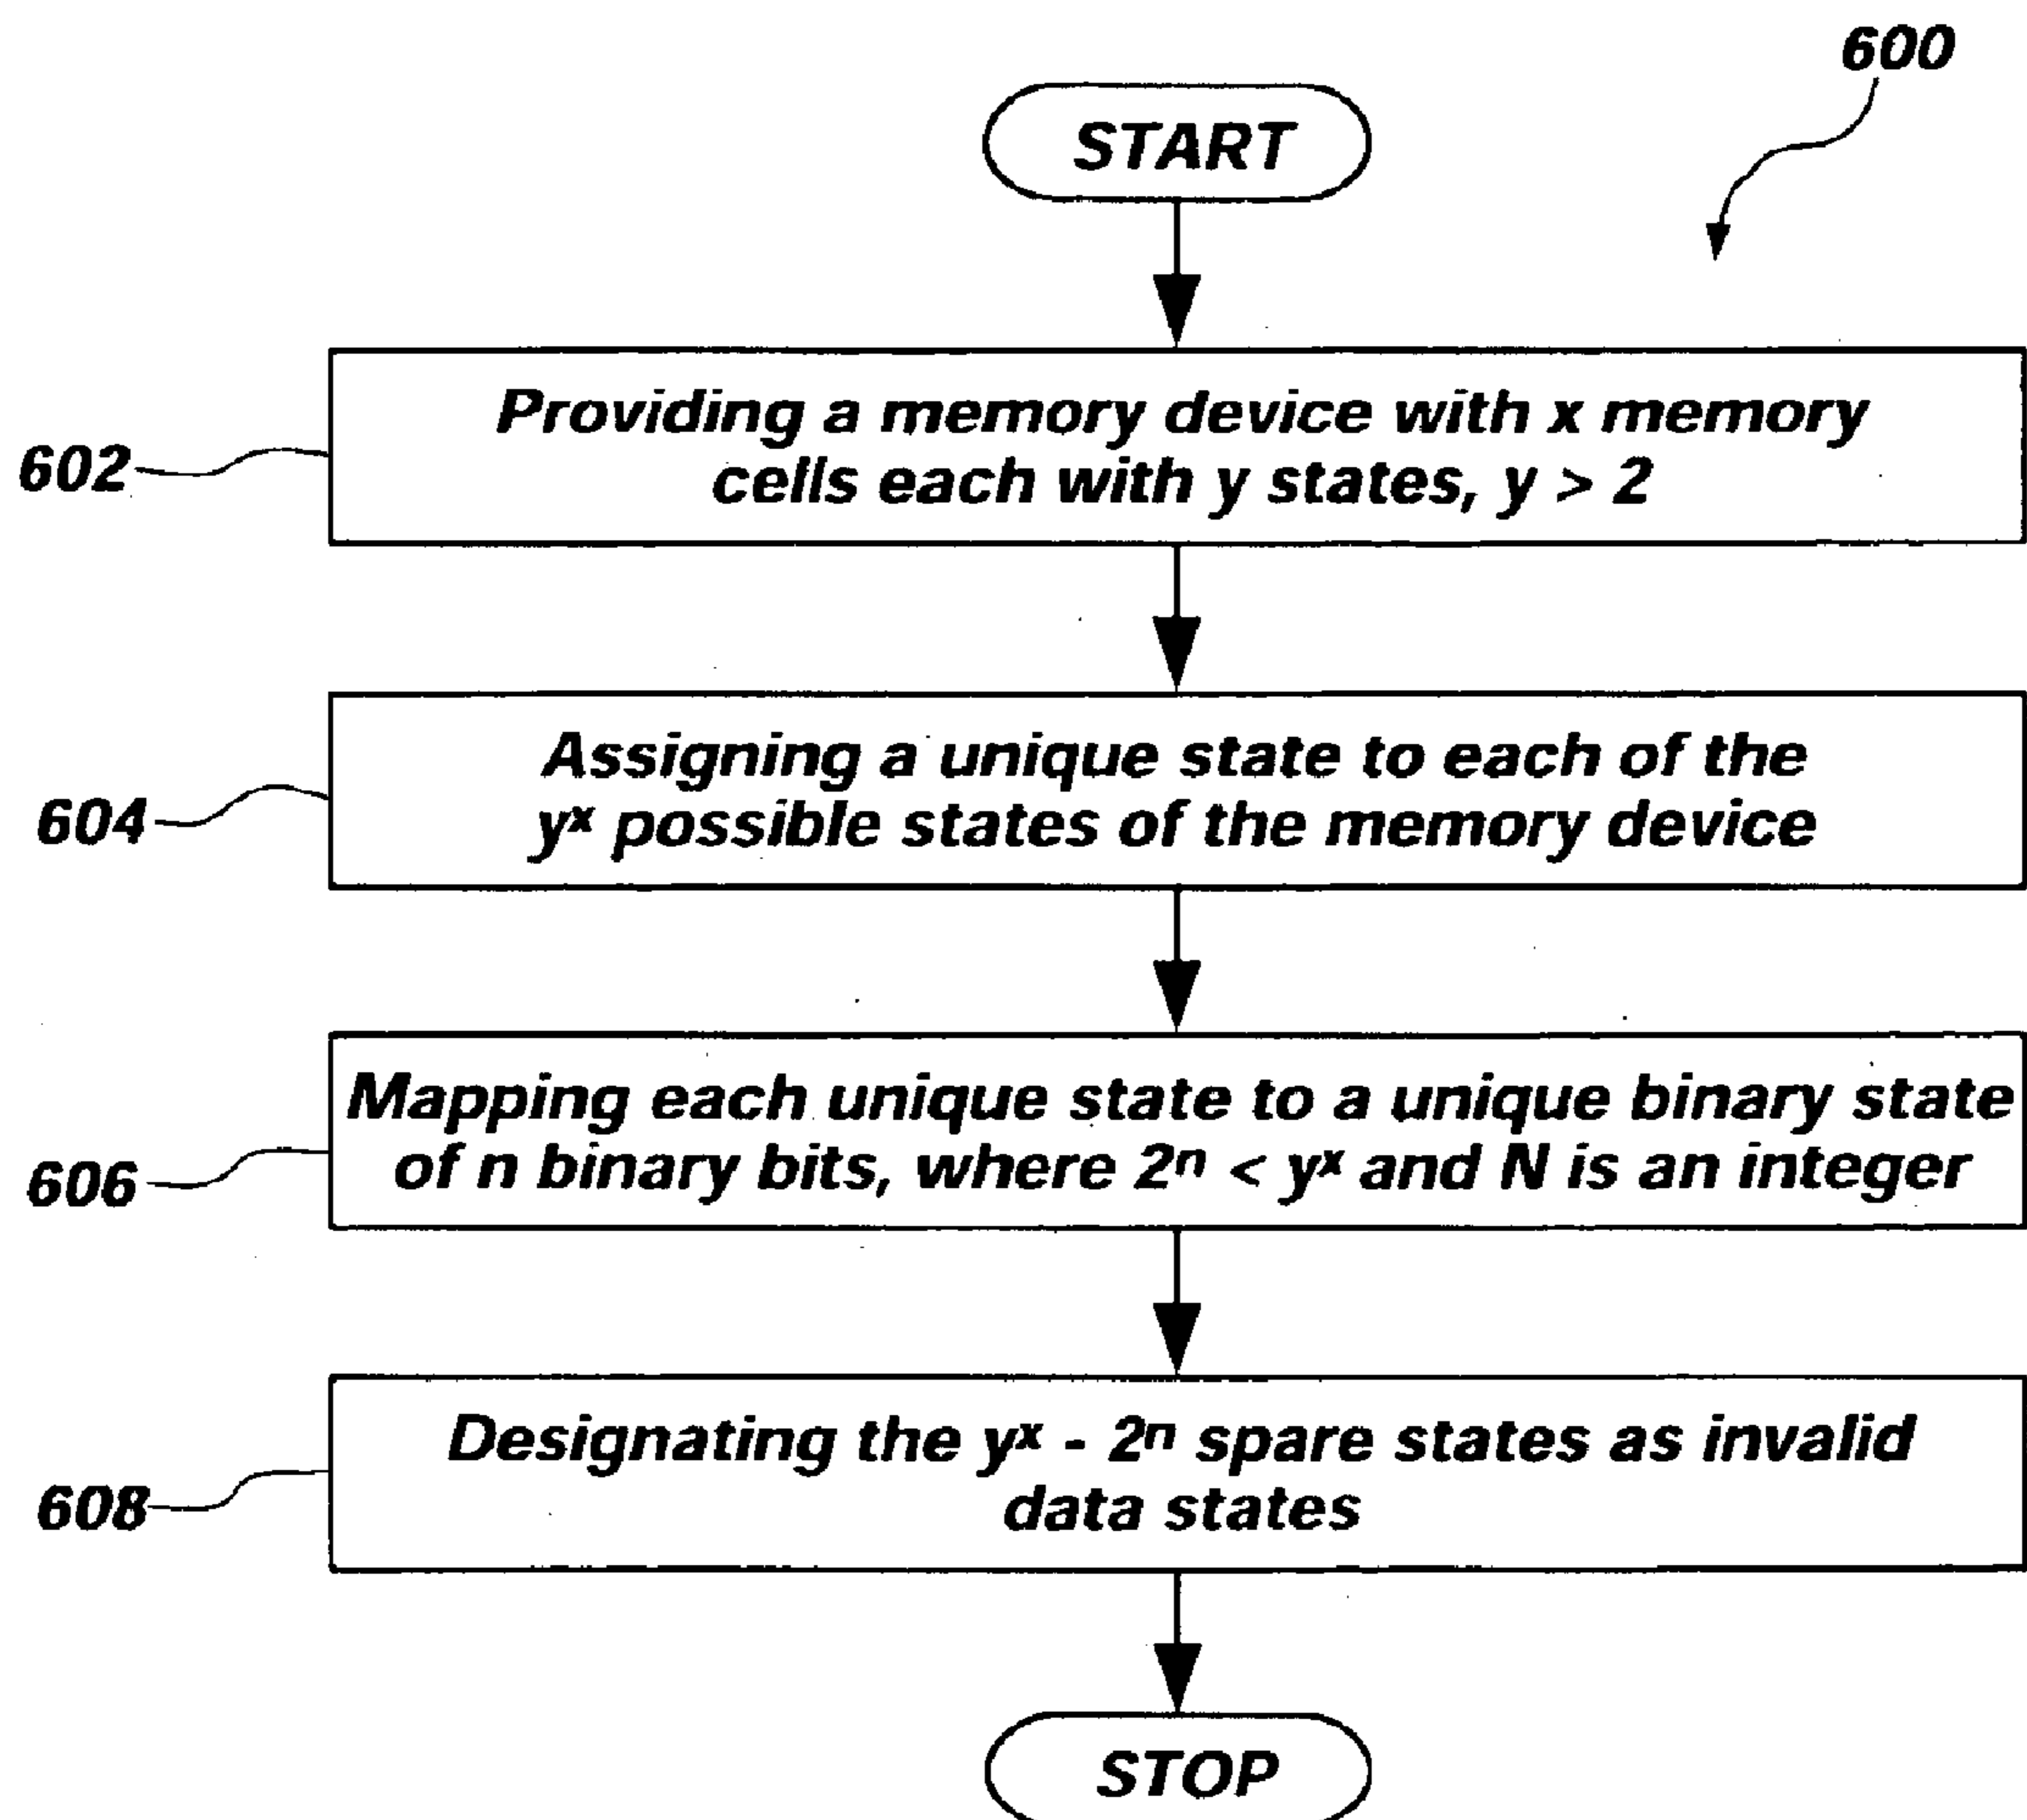 600
START
Providing a memory device with x memory
cells each with y states, y > 2
602
Assigning a unique state to each of the
yˣ possible states of the memory device
604
Mapping each unique state to a unique binary state
of n binary bits, where 2ⁿ < yˣ and N is an integer
606
Designating the yˣ - 2ⁿ spare states as invalid
data states
608
STOP